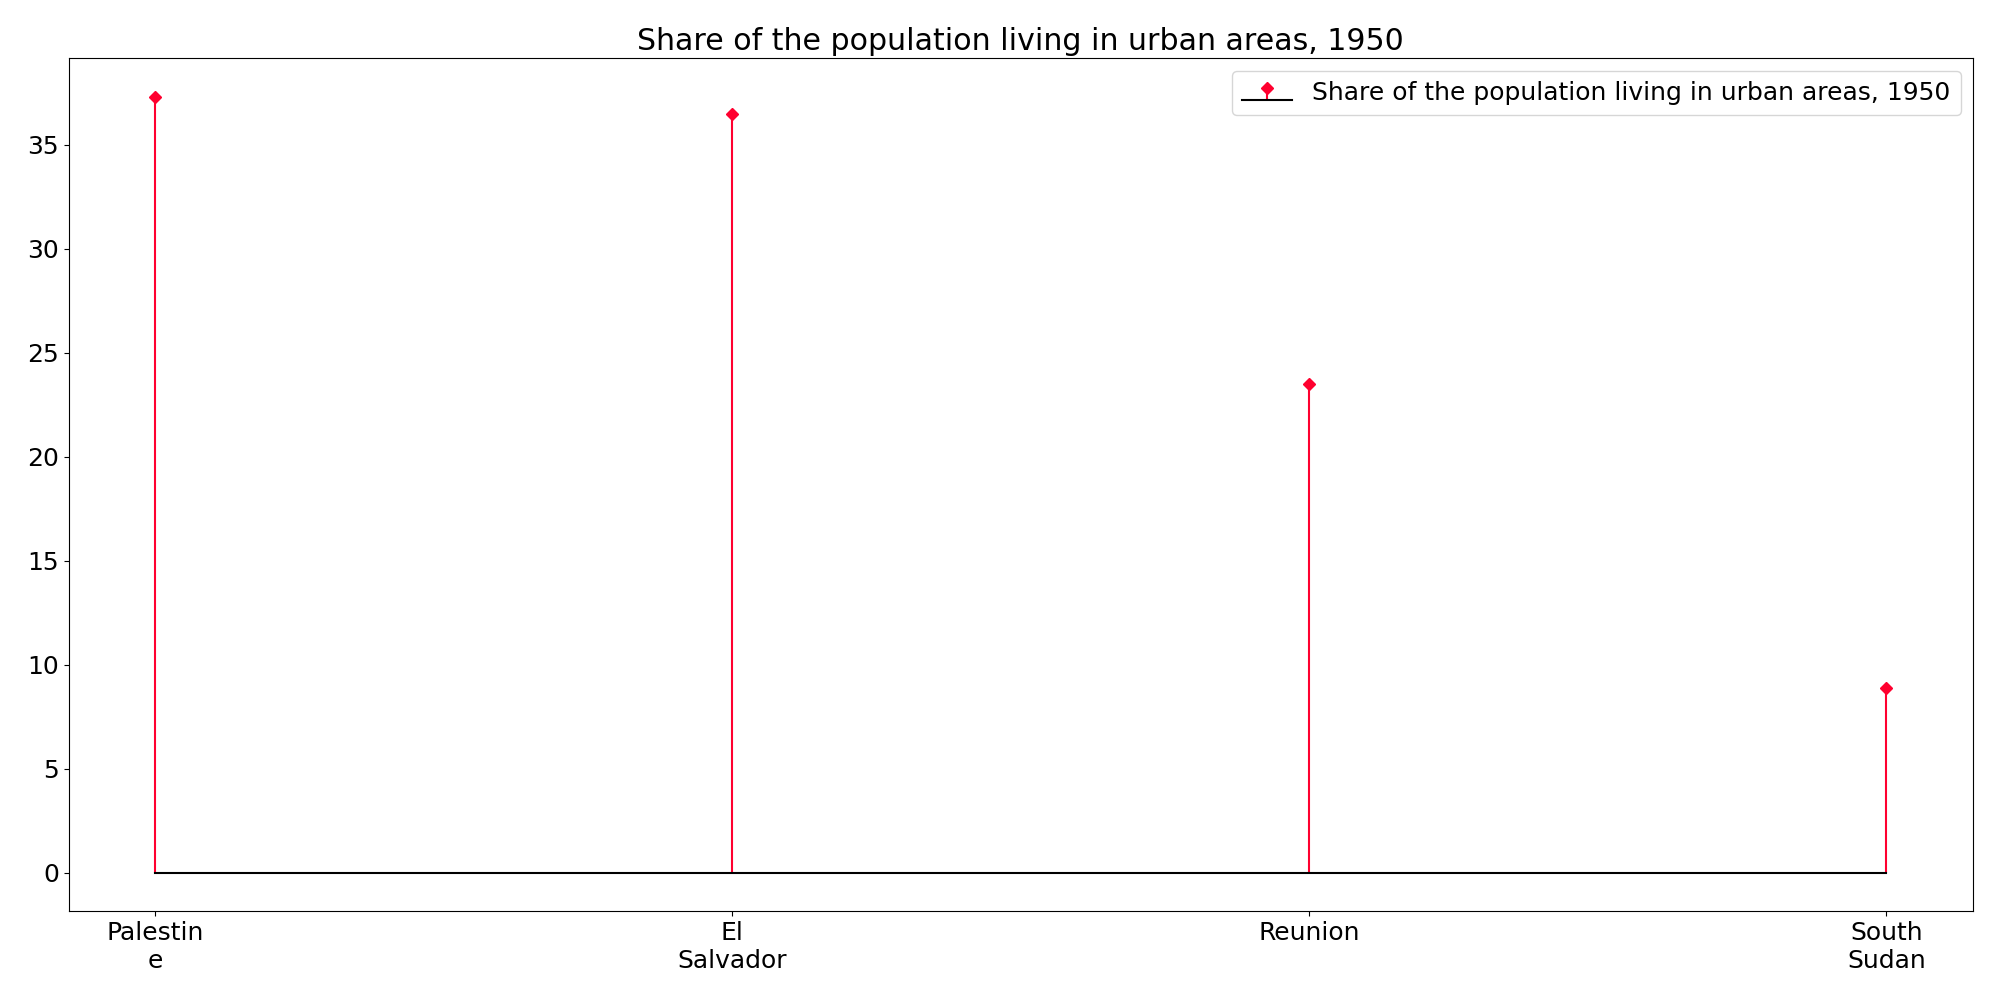 Share of the population living in urban areas, 1950
Share of the population living in urban areas, 1950
35
30
25
20
15
10
5
0
Palestin
e
El
Salvador
Reunion
South
Sudan